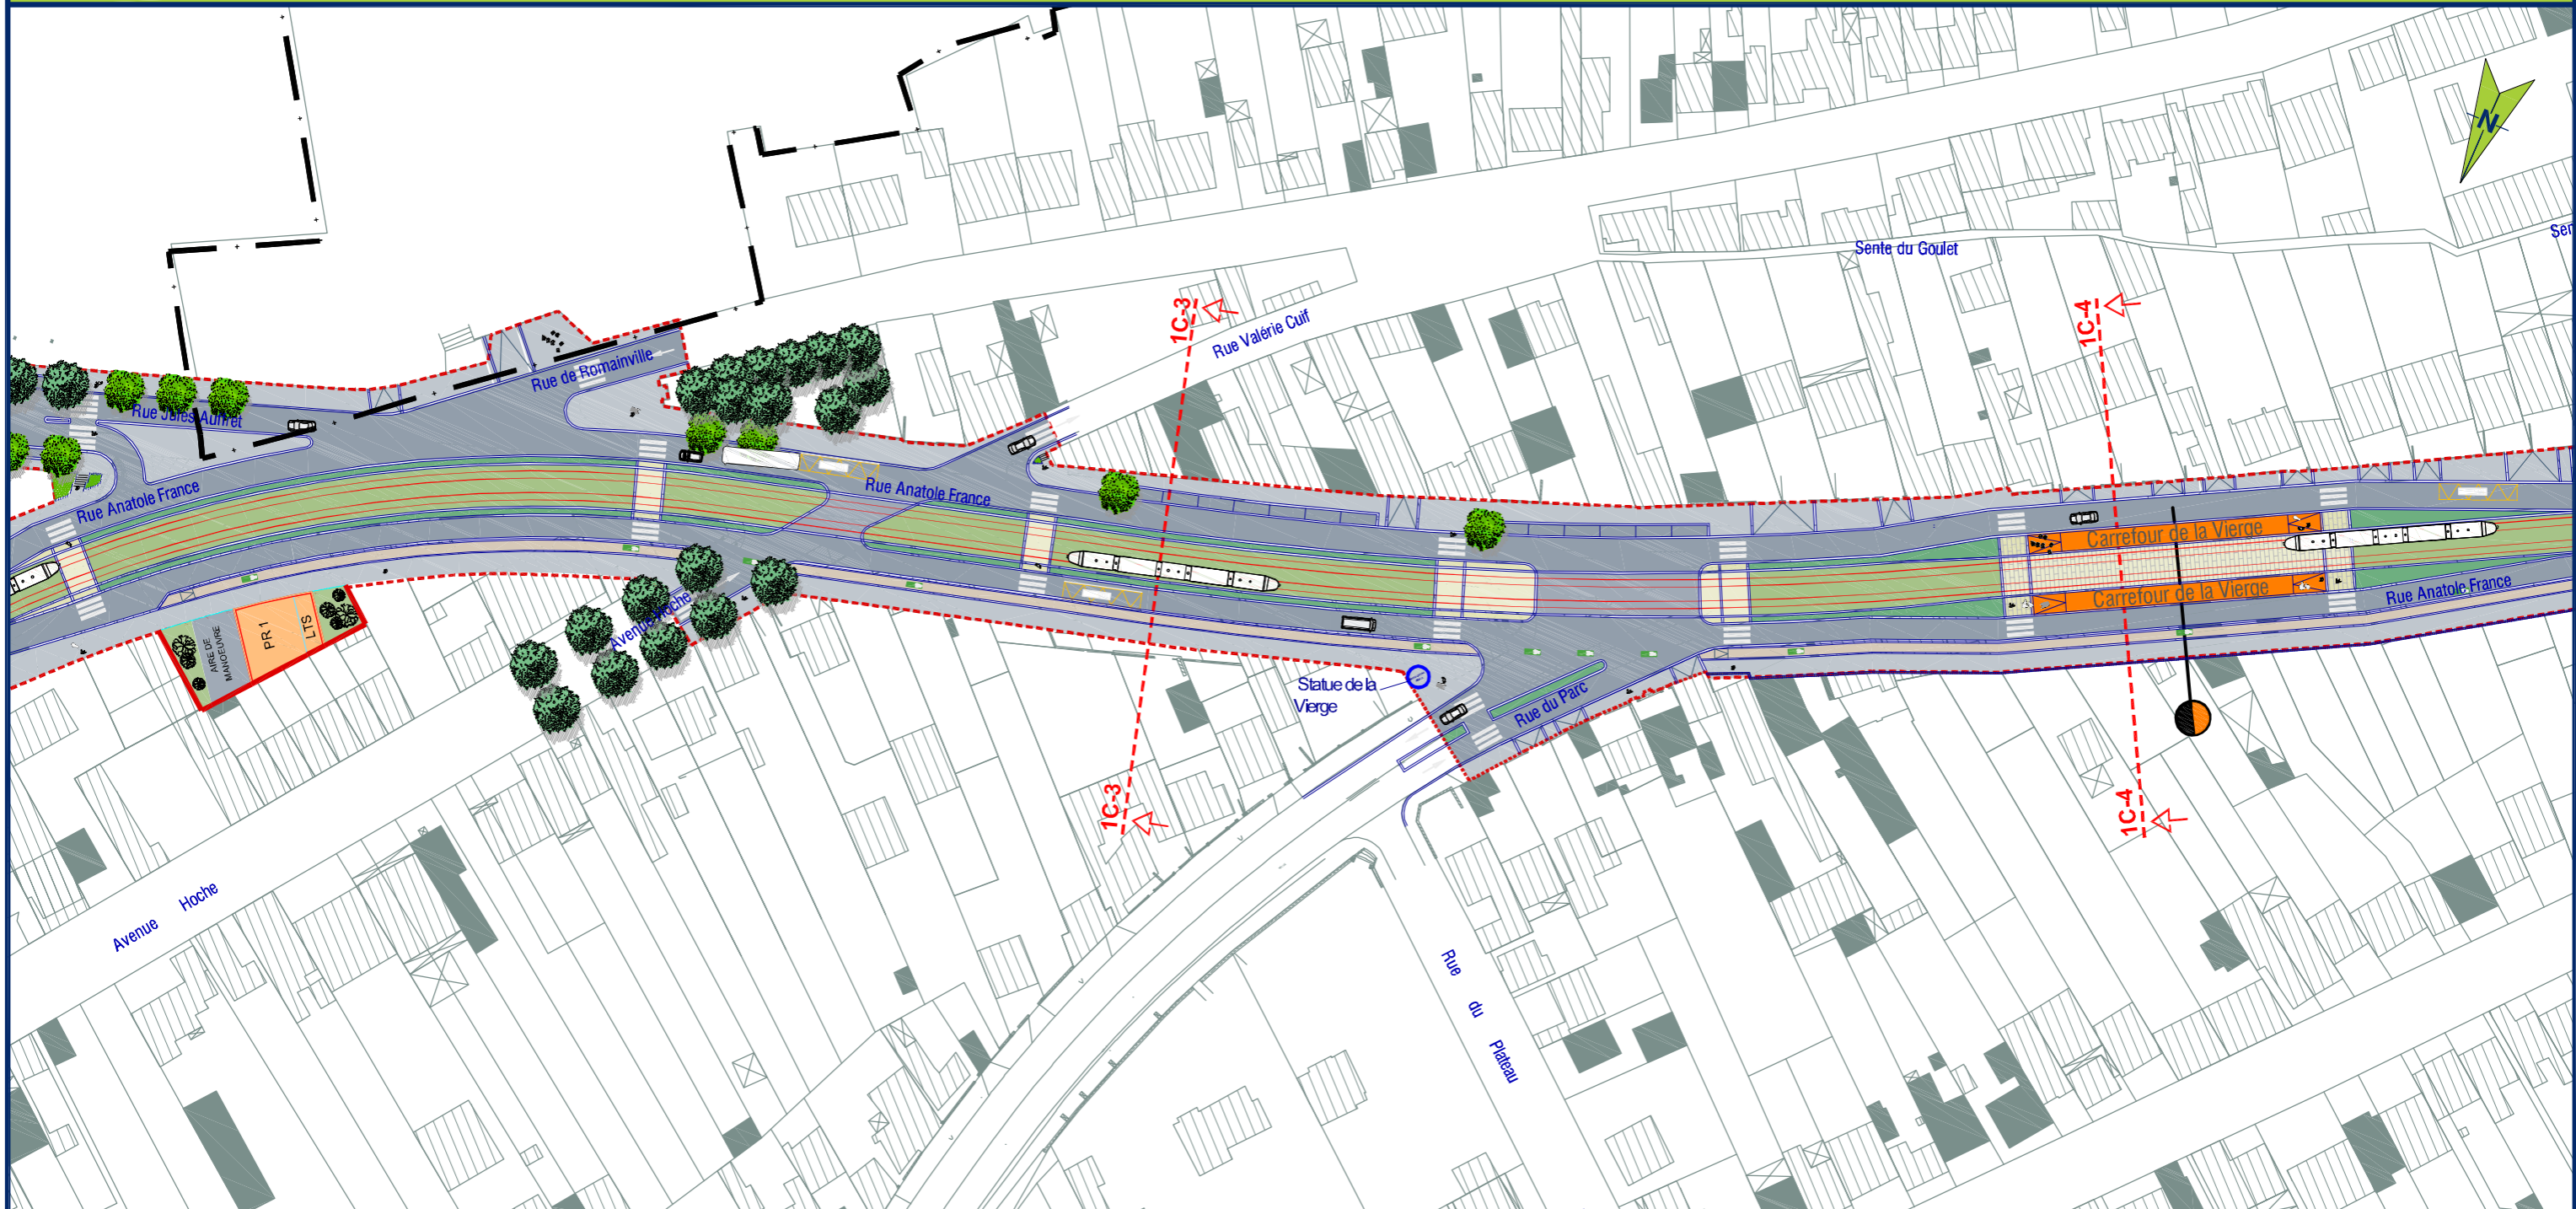 N
Sente du Goulet
Sen
1C-3
1C-4
Rue Valérie Cuif
Rue de Romainville
Rue Jules Auffret
Rue Anatole France
Rue Anatole France
Carrefour de la Vierge
Carrefour de la Vierge
Rue Anatole France
Avenue Hoche
AIRE DE
MANOEUVRE
PR 1
LTS
Statue de la
Vierge
Rue du Parc
1C-3
1C-4
Avenue Hoche
Rue du Plateau